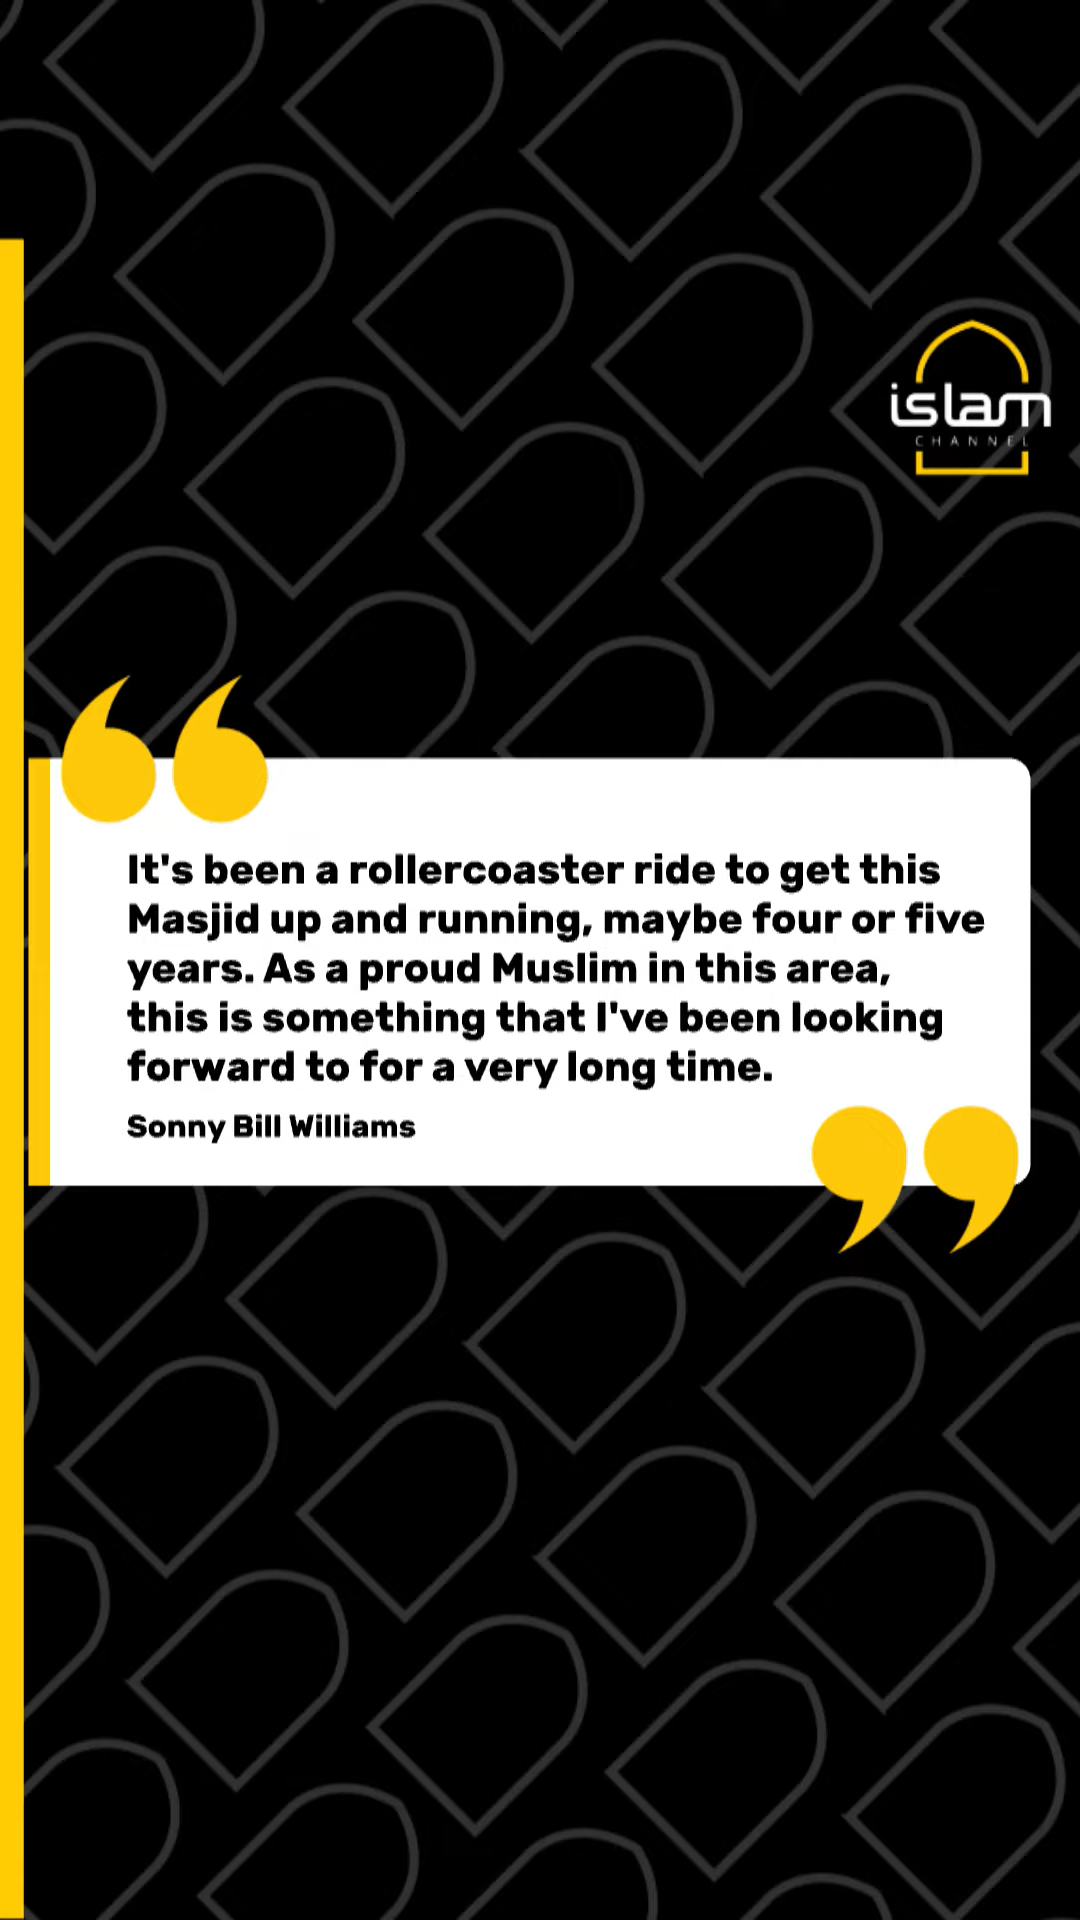 islam
CHANNEL
It's been a rollercoaster ride to get this
Masjid up and running, maybe four or five
years. As a proud Muslim in this area,
this is something that I've been looking
forward to for a very long time.
Sonny Bill Williams